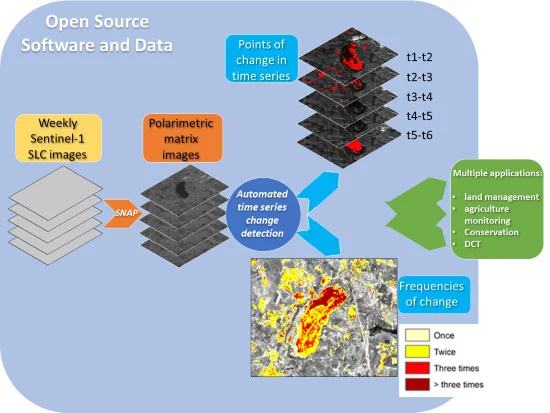 Open Source
Software and Data
Points of
change in
time series
t1-t2
t2-t3
t3-t4
t4-t5
t5-t6
Weekly
Sentinel-1
SLC images
Polarimetric
matrix
images
SNAP
Automated
time series
change
detection
Multiple applications:
• land management
• agriculture
monitoring
• Conservation
• DCT
Frequencies
of change
Once
Twice
Three times
> three times